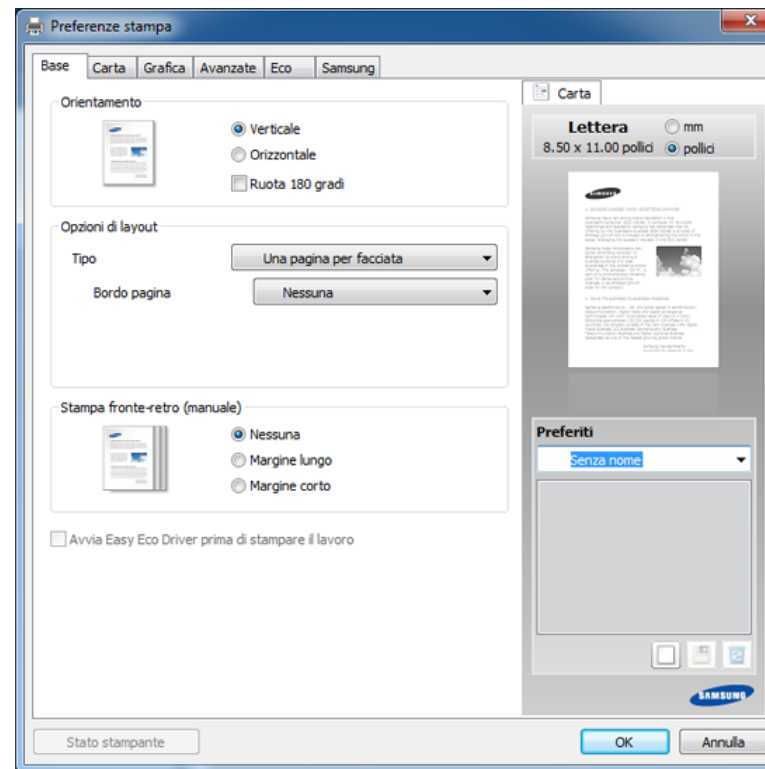 Preferenze stampa
Base Carta Grafica Avanzate Eco Samsung
Orientamento
Verticale
Orizzontale
Ruota 180 gradi
Opzioni di layout
Tipo Una pagina per facciata
Bordo pagina Nessuna
Stampa fronte-retro (manuale)
Nessuna
Margine lungo
Margine corto
Avvia Easy Eco Driver prima di stampare il lavoro
Carta
Lettera mm
8.50 x 11.00 pollici pollici
SAMSUNG
Preferiti
Senza nome
SAMSUNG
Stato stampante OK Annulla